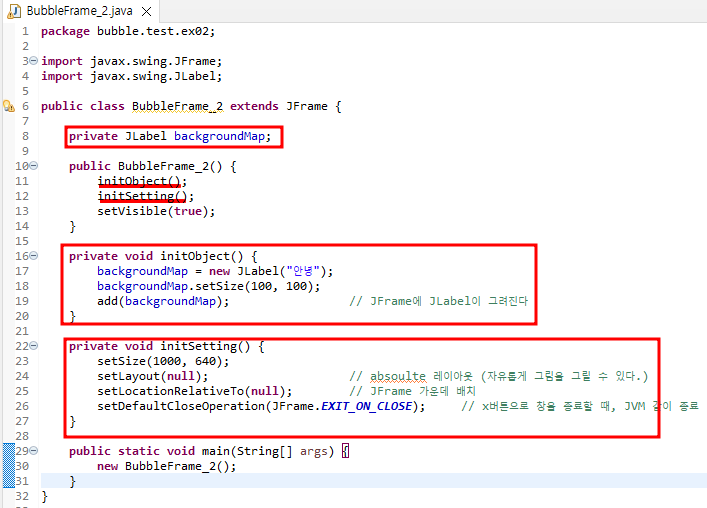 BubbleFrame_2.java
1 package bubble.test.ex02;
2
3 import javax.swing.JFrame;
4 import javax.swing.JLabel;
5
6 public class BubbleFrame_2 extends JFrame {
7
8 private JLabel backgroundMap;
9
10 public BubbleFrame_2() {
11 initObject();
12 initSetting();
13 setVisible(true);
14 }
15
16 private void initObject() {
17 backgroundMap = new JLabel("안녕");
18 backgroundMap.setSize(100, 100);
19 add(backgroundMap); // JFrame에 JLabel이 그려진다
20 }
21
22 private void initSetting() {
23 setSize(1000, 640);
24 setLayout(null); // absoulte 레이아웃 (자유롭게 그림을 그릴 수 있다.)
25 setLocationRelativeTo(null); // JFrame 가운데 배치
26 setDefaultCloseOperation(JFrame.EXIT_ON_CLOSE); // x버튼으로 창을 종료할 때, JVM 같이 종료
27 }
28
29 public static void main(String[] args) {
30 new BubbleFrame_2();
31 }
32 }